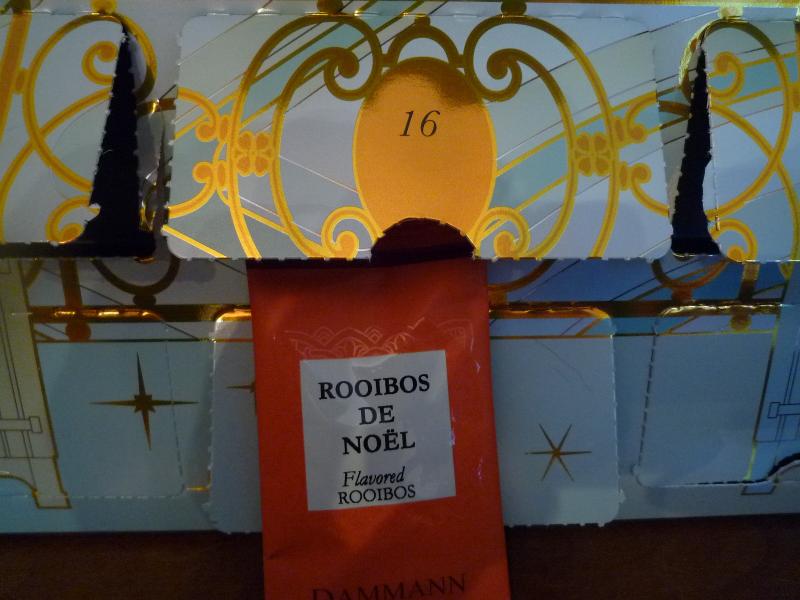 16
ROOIBOS
DE
NOËL
Flavored
ROOIBOS
DAMMANN